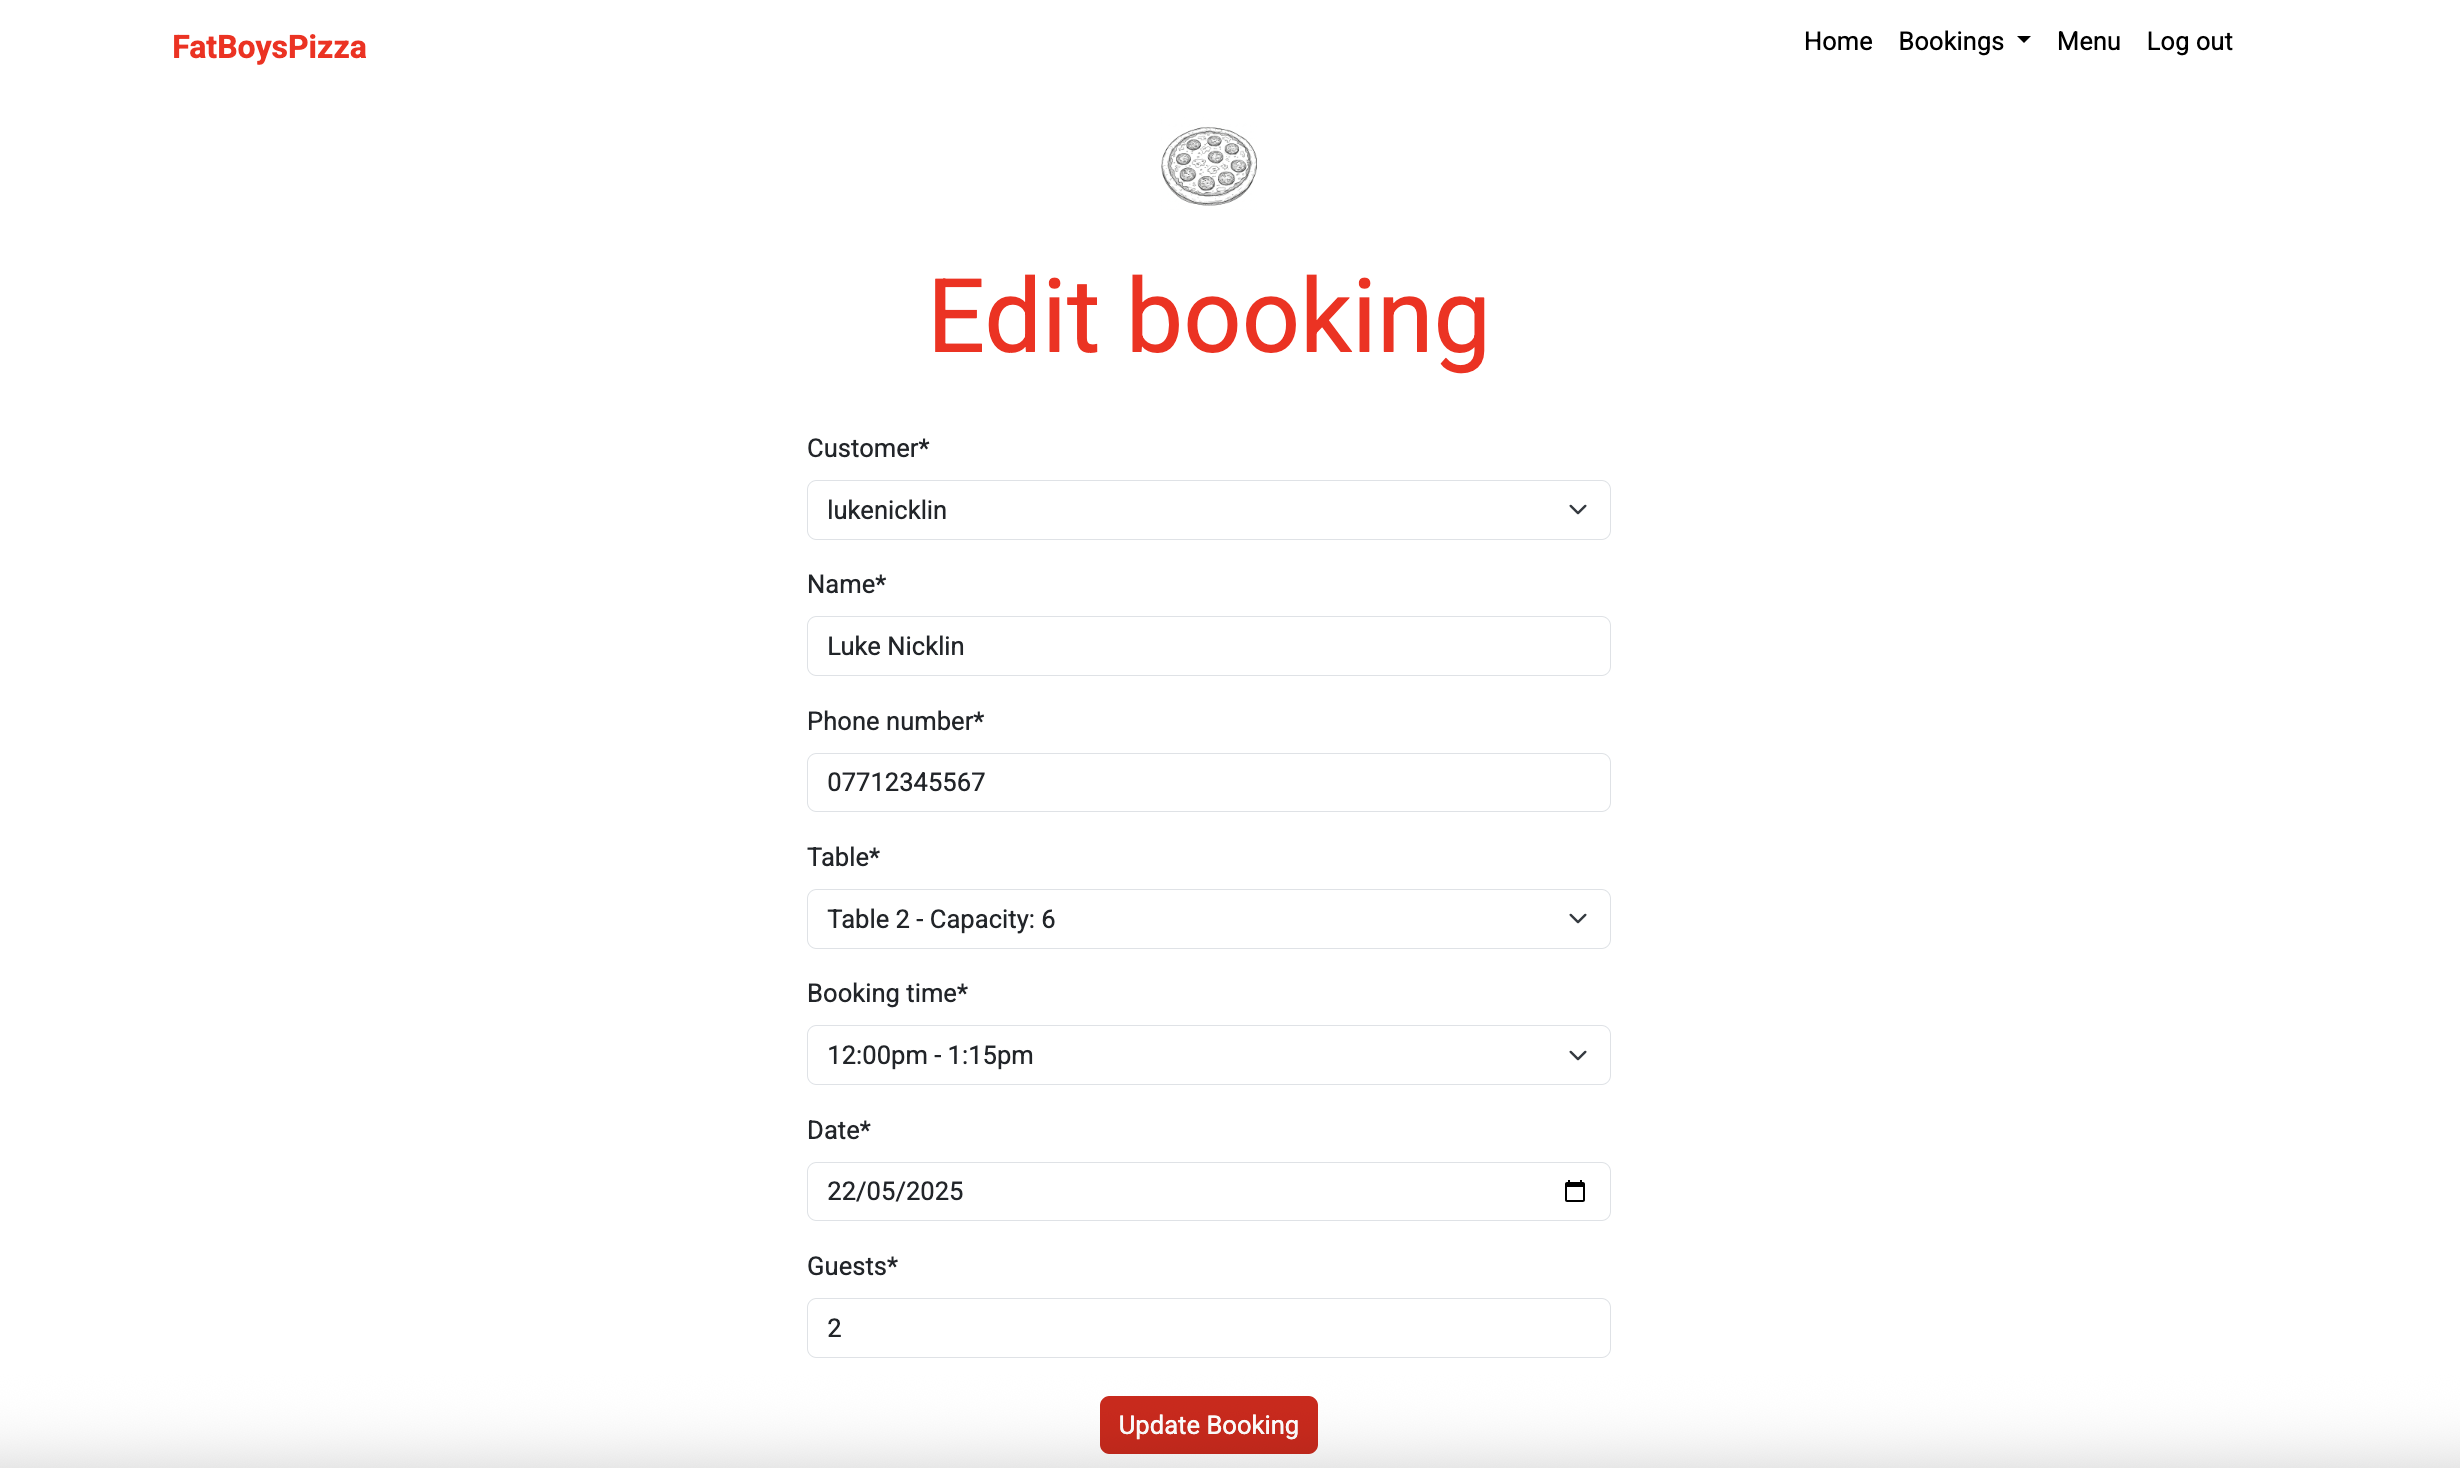 FatBoysPizza
Home Bookings Menu Log out
Edit booking
Customer*
lukenicklin
Name*
Luke Nicklin
Phone number*
07712345567
Table*
Table 2 - Capacity: 6
Booking time*
12:00pm - 1:15pm
Date*
22/05/2025
Guests*
2
Update Booking